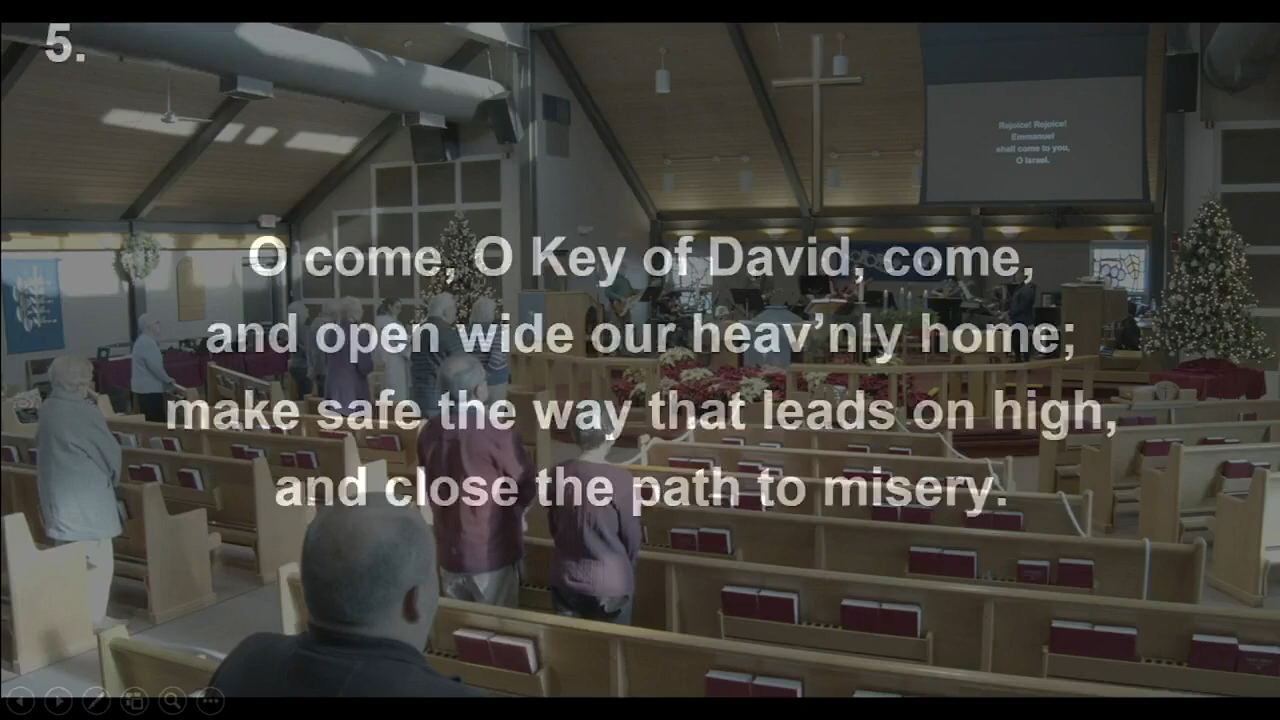 5.
Rejoice! Rejoice!
Emmanuel
shall come to you,
O Israel.
O come, O Key of David, come,
and open wide our heav’nly home;
make safe the way that leads on high,
and close the path to misery.